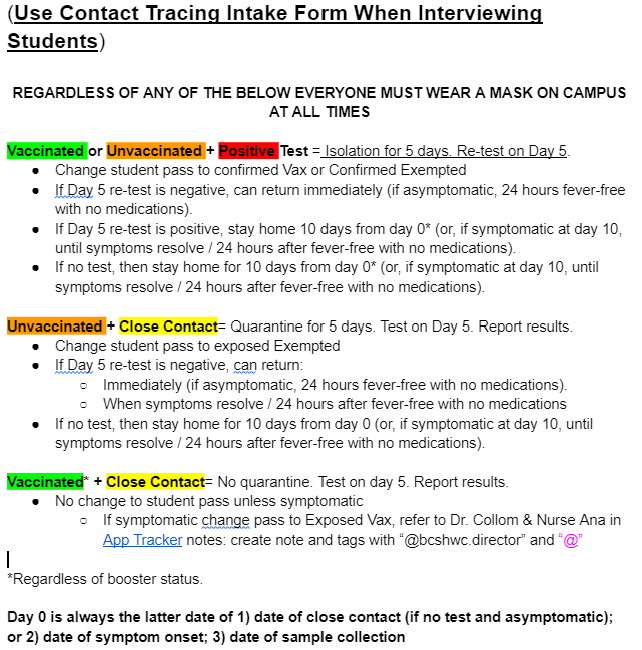 (Use Contact Tracing Intake Form When Interviewing
Students)
REGARDLESS OF ANY OF THE BELOW EVERYONE MUST WEAR A MASK ON CAMPUS
AT ALL TIMES
Vaccinated or Unvaccinated + Positive Test = Isolation for 5 days. Re-test on Day 5.
● Change student pass to confirmed Vax or Confirmed Exempted
● If Day 5 re-test is negative, can return immediately (if asymptomatic, 24 hours fever-free
with no medications).
● If Day 5 re-test is positive, stay home 10 days from day 0* (or, if symptomatic at day 10,
until symptoms resolve / 24 hours after fever-free with no medications).
● If no test, then stay home for 10 days from day 0* (or, if symptomatic at day 10, until
symptoms resolve / 24 hours after fever-free with no medications).
Unvaccinated + Close Contact= Quarantine for 5 days. Test on Day 5. Report results.
● Change student pass to exposed Exempted
● If Day 5 re-test is negative, can return:
○ Immediately (if asymptomatic, 24 hours fever-free with no medications).
○ When symptoms resolve / 24 hours after fever-free with no medications
● If no test, then stay home for 10 days from day 0 (or, if symptomatic at day 10, until
symptoms resolve / 24 hours after fever-free with no medications).
Vaccinated* + Close Contact= No quarantine. Test on day 5. Report results.
● No change to student pass unless symptomatic
○ If symptomatic change pass to Exposed Vax, refer to Dr. Collom & Nurse Ana in
App Tracker notes: create note and tags with “@bcshwc.director” and “@”
*Regardless of booster status.
Day 0 is always the latter date of 1) date of close contact (if no test and asymptomatic);
or 2) date of symptom onset; 3) date of sample collection